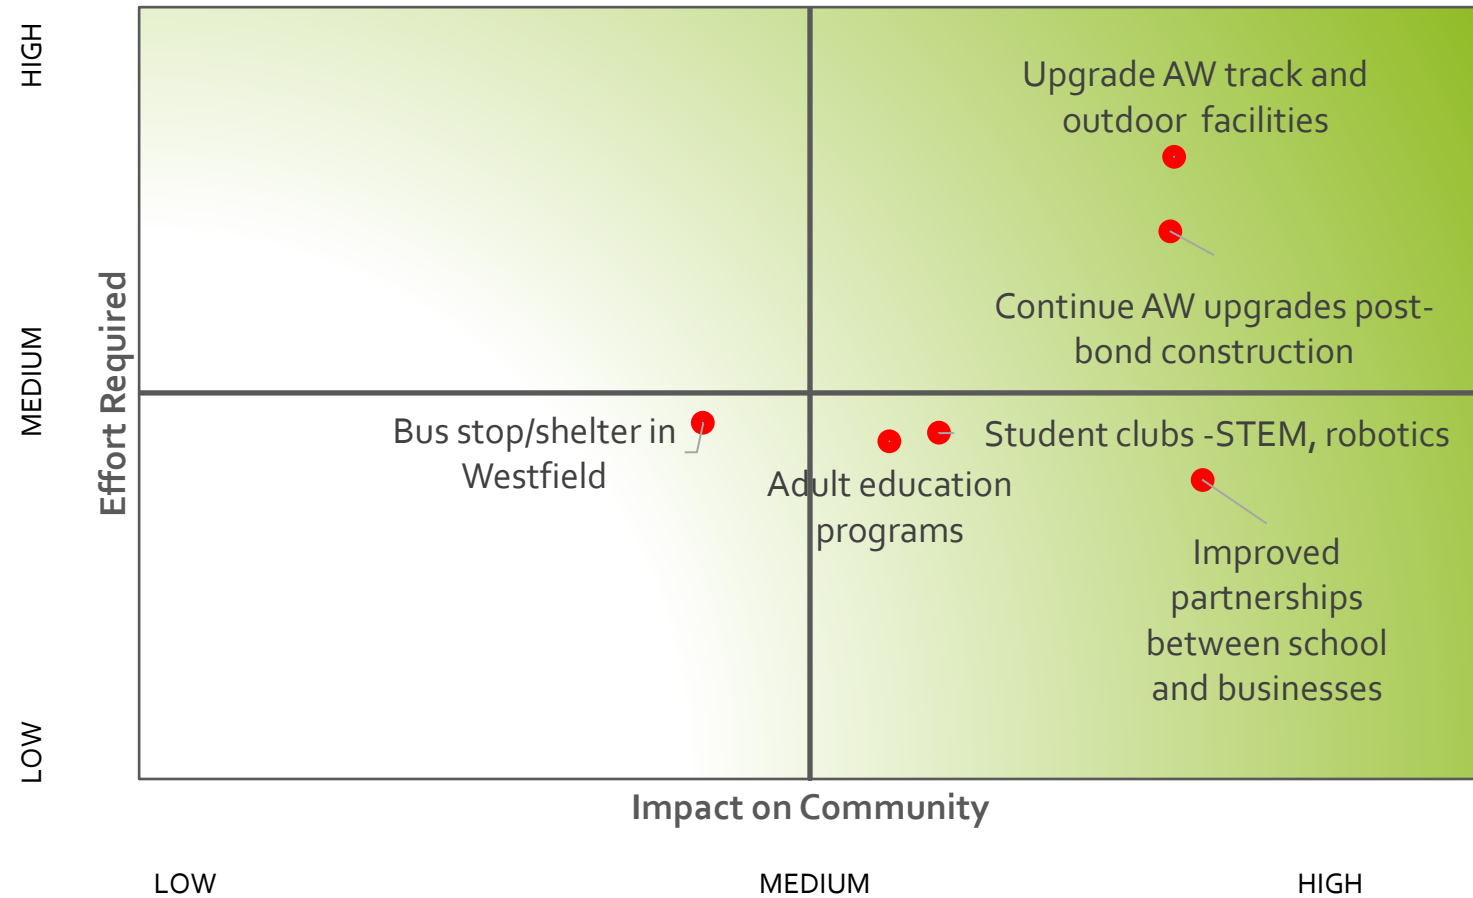 HIGH
Upgrade AW track and
outdoor facilities
Continue AW upgrades post-
bond construction
MEDIUM
Effort Required
Bus stop/shelter in
Westfield
Adult education
programs
Student clubs -STEM, robotics
Improved
partnerships
between school
and businesses
LOW
Impact on Community
LOW
MEDIUM
HIGH